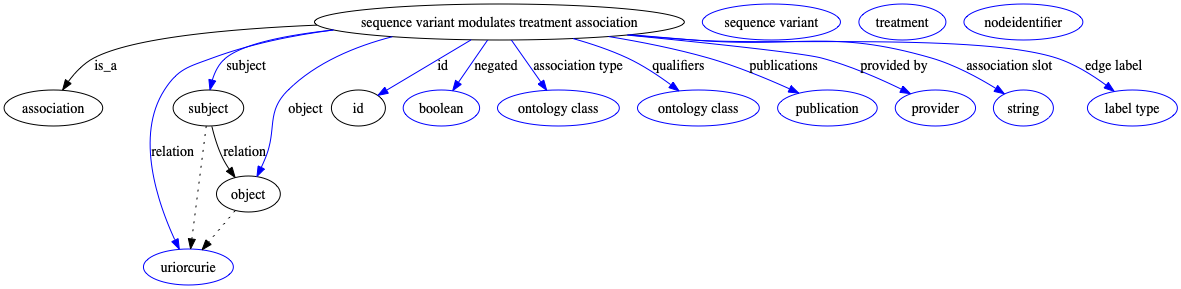 sequence variant modulates treatment association
sequence variant
treatment
nodeidentifier
is_a
subject
id
negated
association type
qualifiers
publications
provided by
association slot
edge label
association
subject
object
id
boolean
ontology class
ontology class
publication
provider
string
label type
relation
relation
object
uriorcurie